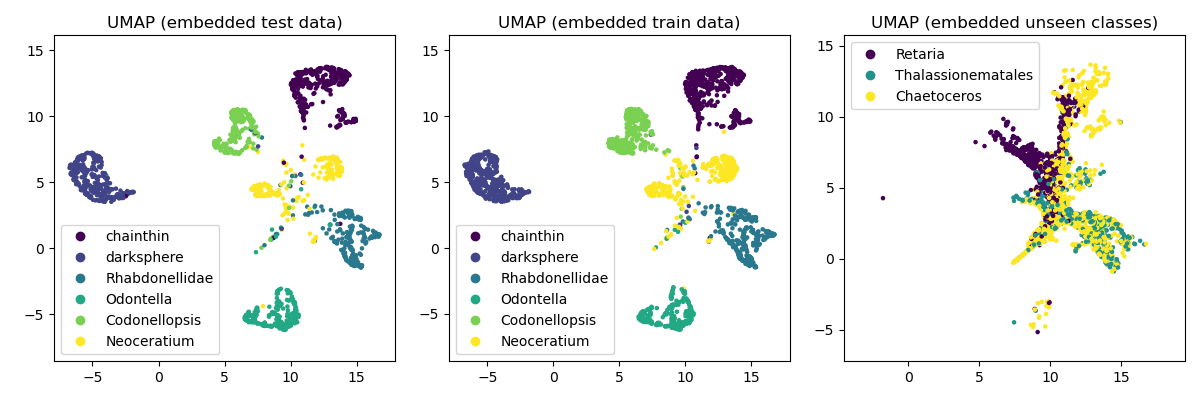 UMAP (embedded test data)
15
10
5
0
−5
−5
0
5
10
15
chainthin
darksphere
Rhabdonellidae
Odontella
Codonellopsis
Neoceratium
UMAP (embedded train data)
15
10
5
0
−5
−5
0
5
10
15
chainthin
darksphere
Rhabdonellidae
Odontella
Codonellopsis
Neoceratium
UMAP (embedded unseen classes)
15
10
5
0
−5
0
5
10
15
Retaria
Thalassionematales
Chaetoceros